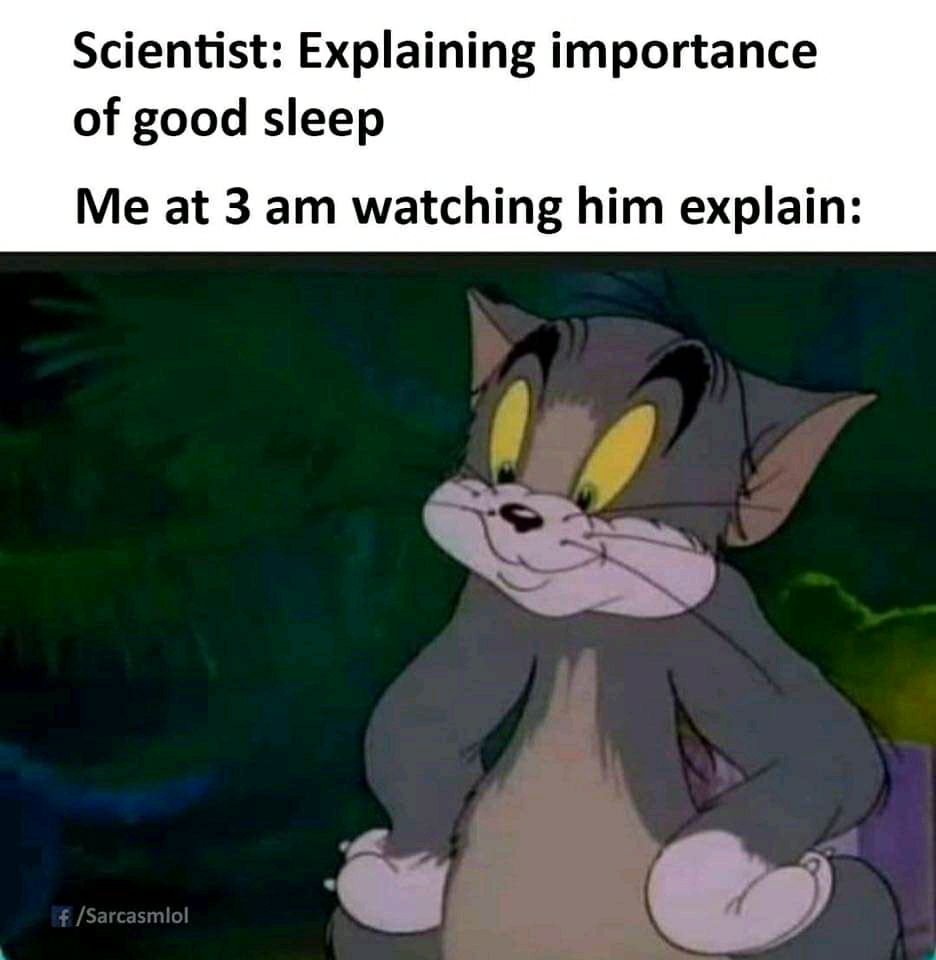 Scientist: Explaining importance
of good sleep
Me at 3 am watching him explain:
f /Sarcasmlol